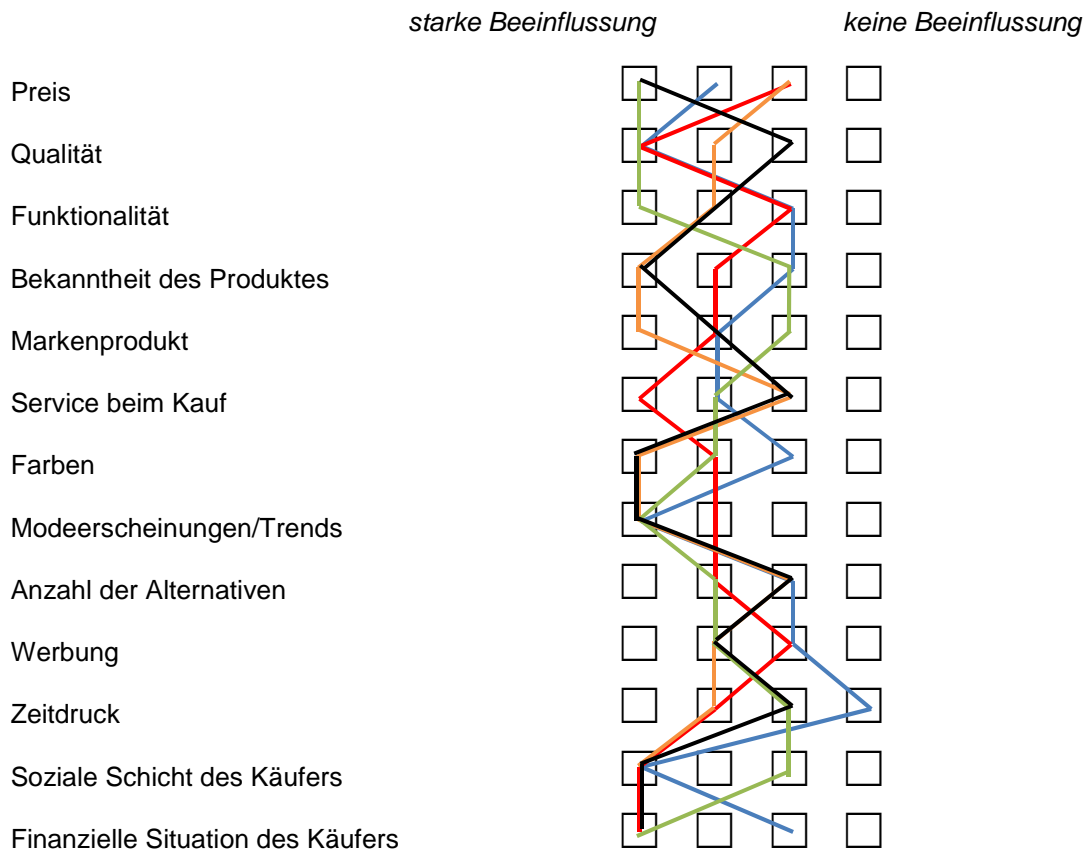 starke Beeinflussung keine Beeinflussung
Preis
Qualität
Funktionalität
Bekanntheit des Produktes
Markenprodukt
Service beim Kauf
Farben
Modeerscheinungen/Trends
Anzahl der Alternativen
Werbung
Zeitdruck
Soziale Schicht des Käufers
Finanzielle Situation des Käufers